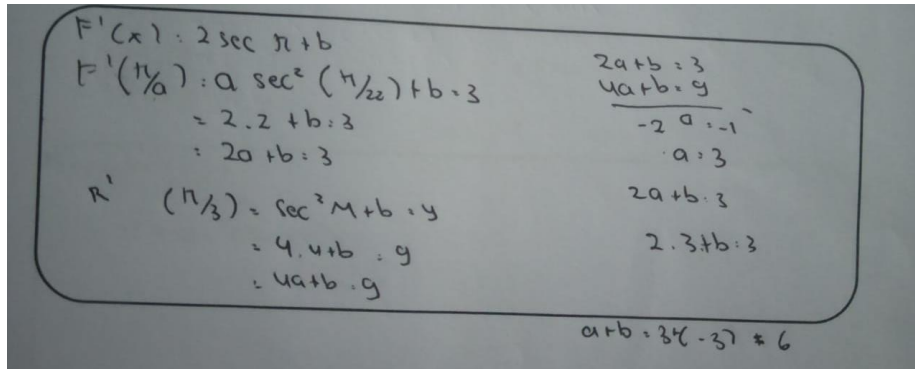 F'(x) : 2 sec π + b
F'(π/a) : a sec² (π/22) + b = 3
= 2.2 + b : 3
: 2a + b : 3
R' (π/3) = sec² M + b = y
= 4.4 + b : 9
: 4a+b : 9
2a + b : 3
4a + b : 9
-2 a : -1
a : 3
2a + b : 3
2.3 + b : 3
a + b : 3 + (-3) = 6